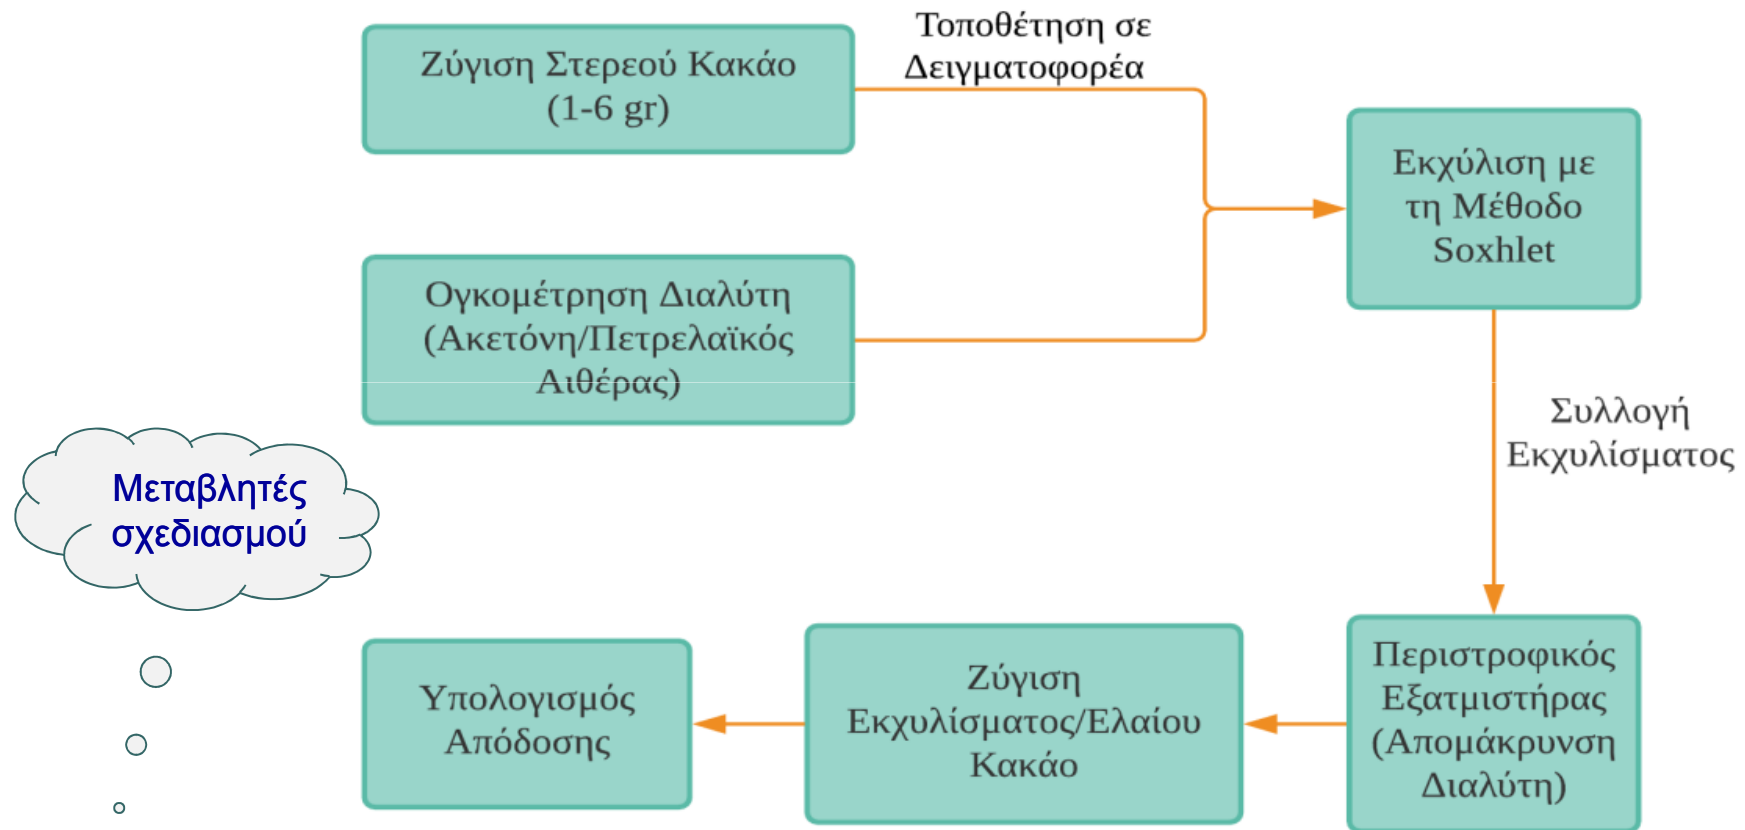 Ζύγιση Στερεού Κακάο
(1-6 gr)
Τοποθέτηση σε
Δειγματοφορέα
Ογκομέτρηση Διαλύτη
(Ακετόνη/Πετρελαϊκός
Αιθέρας)
Εκχύλιση με
τη Μέθοδο
Soxhlet
Συλλογή
Εκχυλίσματος
Μεταβλητές
σχεδιασμού
Περιστροφικός
Εξατμιστήρας
(Απομάκρυνση
Διαλύτη)
Ζύγιση
Εκχυλίσματος/Ελαίου
Κακάο
Υπολογισμός
Απόδοσης